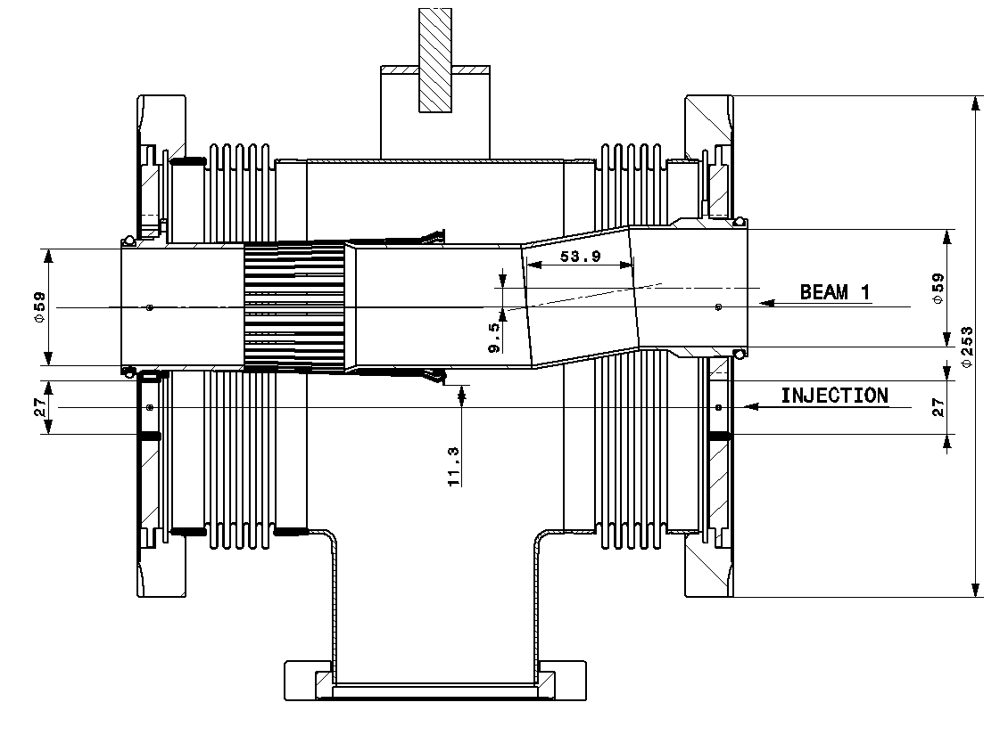 53.9
BEAM 1
ϕ59
ϕ59
9.5
ϕ253
INJECTION
27
27
11.3